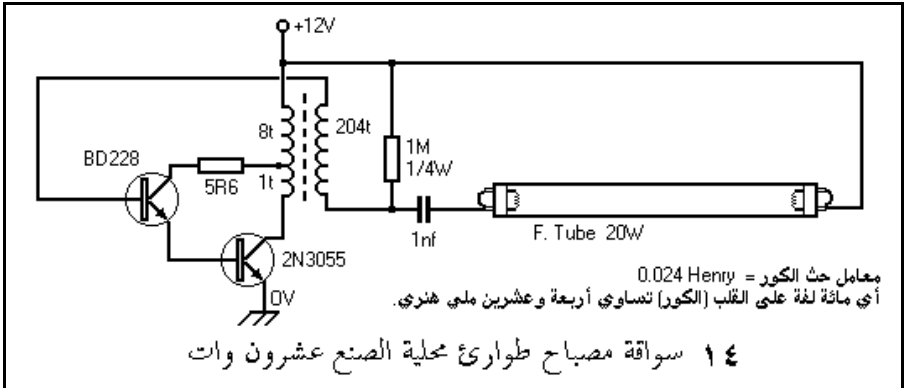 +12V
8t
204t
1M
1/4W
BD228
5R6
1t
1nf
F. Tube 20W
2N3055
0V
معامل حث الكور = 0.024 Henry
أي مائة لفة على القلب (الكور) تساوي أربعة وعشرين ملي هنري.
١٤ سواقة مصباح طوارئ محلية الصنع عشرون وات